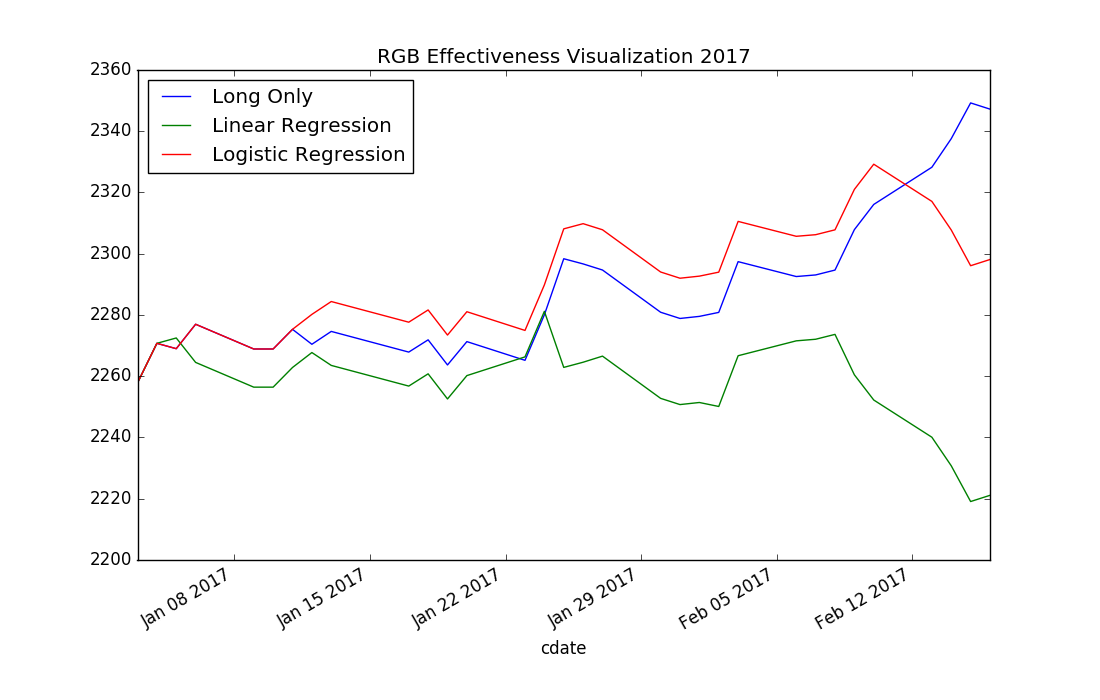 RGB Effectiveness Visualization 2017
2360
2340
2320
2300
2280
2260
2240
2220
2200
Long Only
Linear Regression
Logistic Regression
Jan 08 2017
Jan 15 2017
Jan 22 2017
Jan 29 2017
Feb 05 2017
Feb 12 2017
cdate